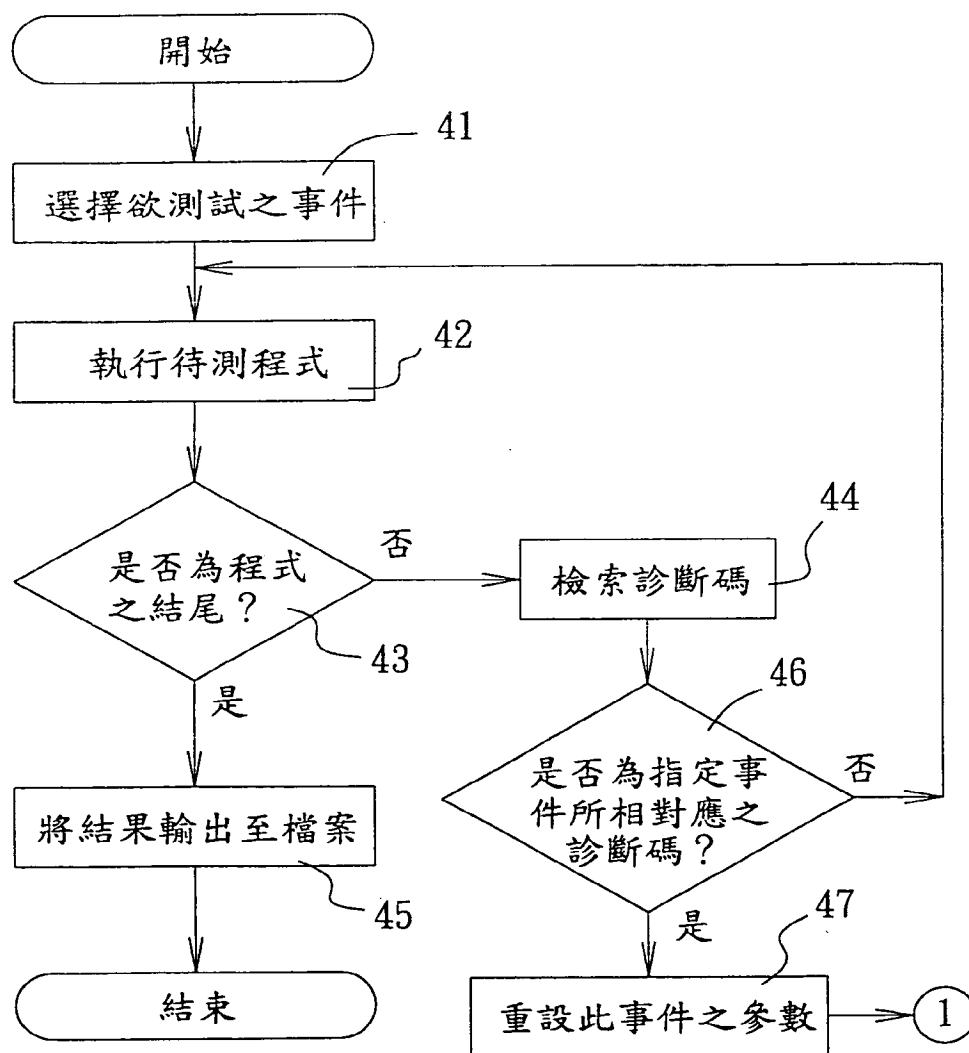 開始
41
選擇欲測試之事件
42
執行待測程式
是否為程式
之結尾？
43
否
是
44
檢索診斷碼
46
是否為指定事
件所相對應之
診斷碼？
否
是
將結果輸出至檔案
45
47
重設此事件之參數
1
結束